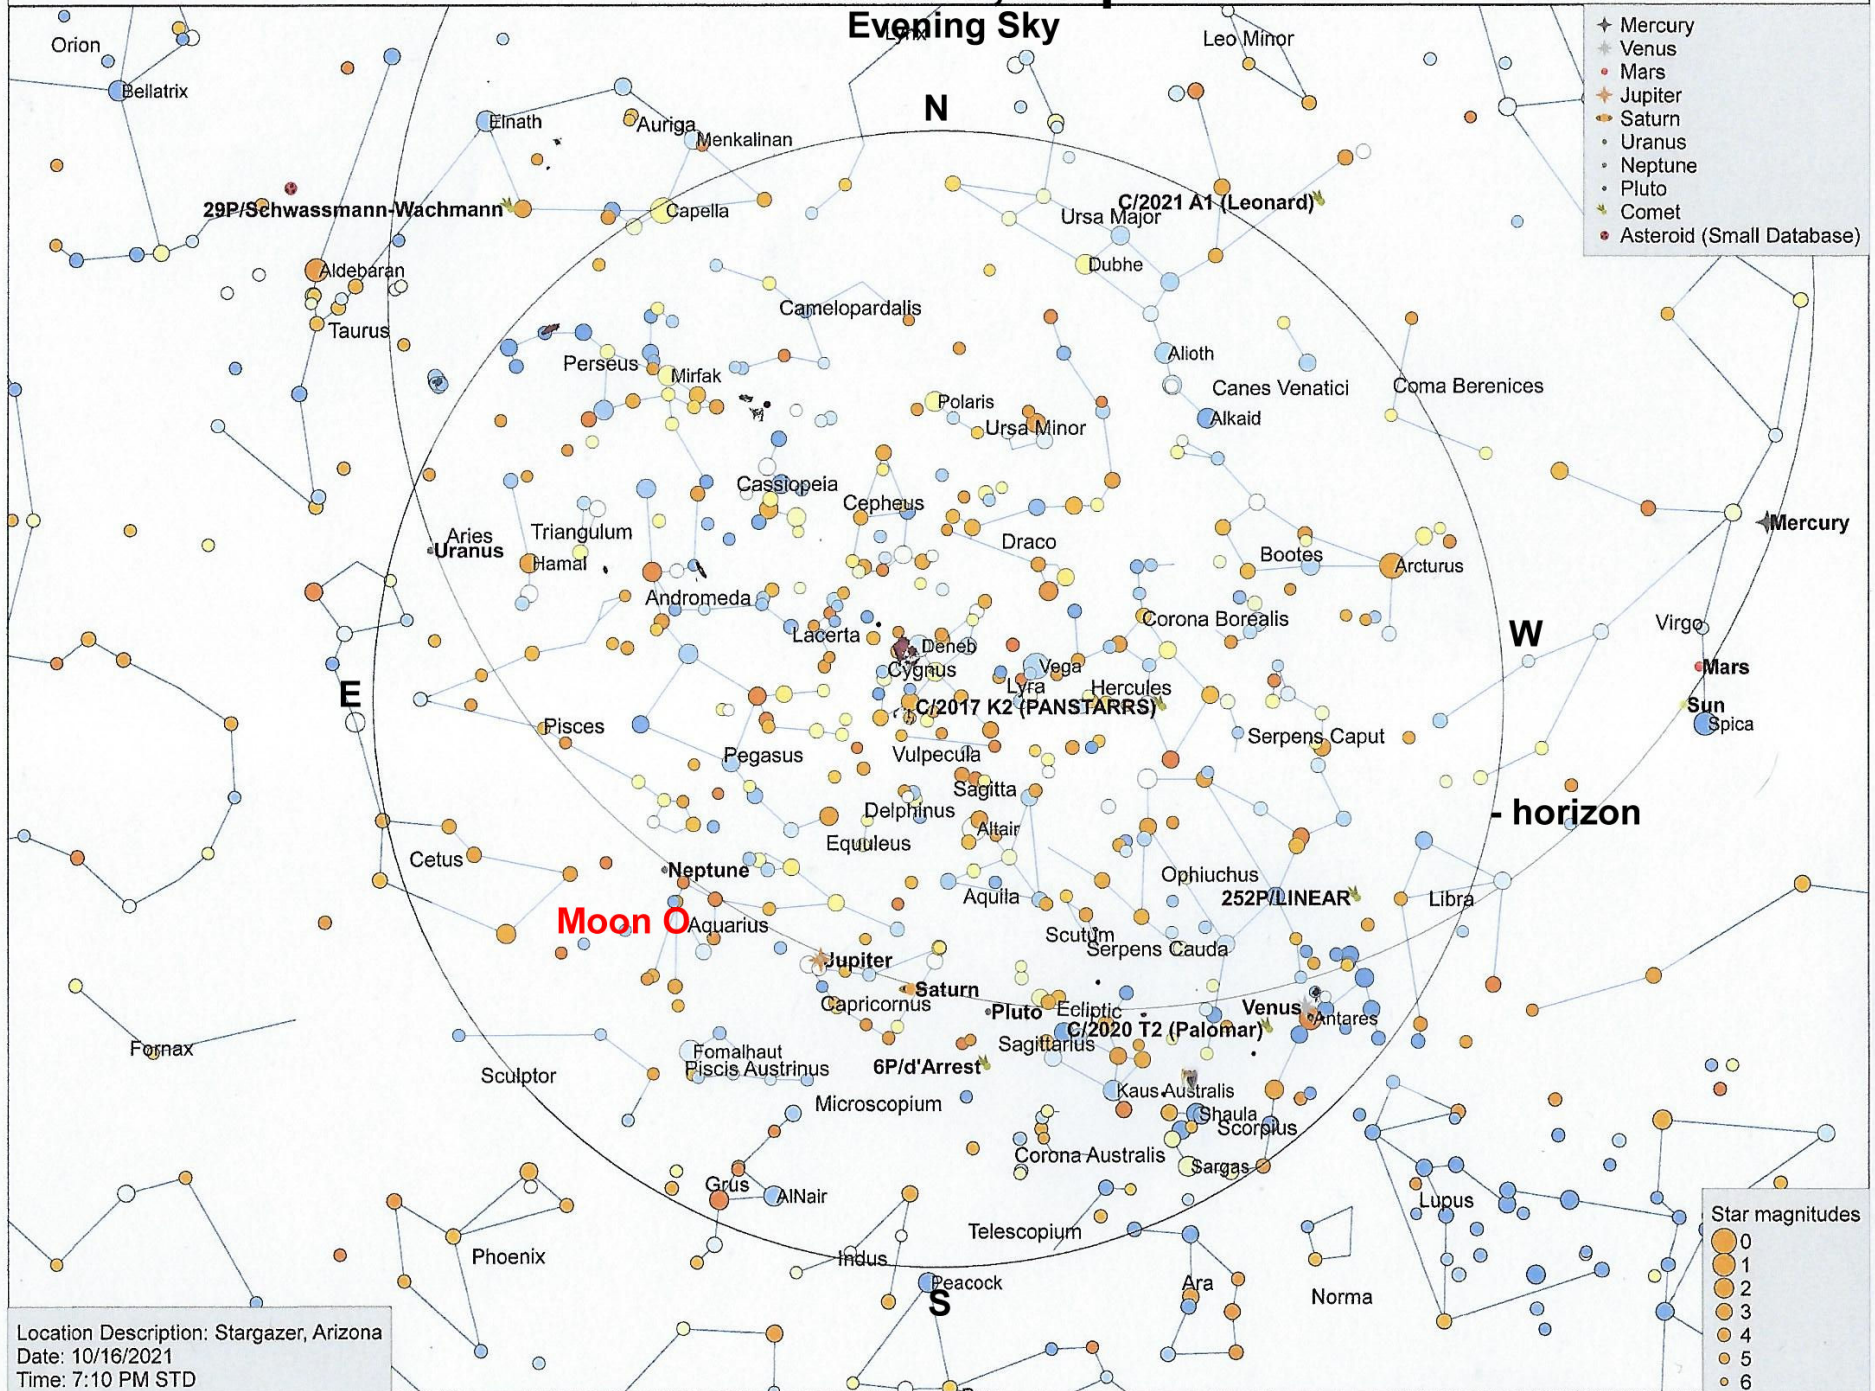 Evening Sky
Orion
Lynx
Leo Minor
Mercury
Venus
Mars
Jupiter
Saturn
Uranus
Neptune
Pluto
Comet
Asteroid (Small Database)
Bellatrix
Elnath
Auriga
Menkalinan
N
29P/Schwassmann-Wachmann
Capella
C/2021 A1 (Leonard)
Ursa Major
Dubhe
Aldebaran
Taurus
Camelopardalis
Perseus
Mirfak
Alioth
Canes Venatici
Coma Berenices
Polaris
Ursa Minor
Alkaid
Cassiopeia
Cepheus
Aries
Triangulum
Uranus
Hamal
Draco
Bootes
Arcturus
Mercury
Andromeda
Lacerta
Deneb
Cygnus
Corona Borealis
W
Virgo
Vega
Lyra
Hercules
Mars
E
C/2017 K2 (PANSTARRS)
Sun
Spica
Pisces
Pegasus
Vulpecula
Serpens Caput
Sagitta
Delphinus
- horizon
Altair
Equuleus
Cetus
Neptune
Ophiuchus
Aquila
252P/LINEAR
Libra
Moon O
Aquarius
Scutum
Serpens Cauda
Jupiter
Saturn
Capricornus
Pluto
Ecliptic
Venus
Antares
C/2020 T2 (Palomar)
Sagittarius
Fornax
Fomalhaut
Piscis Austrinus
Sculptor
6P/d'Arrest
Kaus Australis
Microscopium
Shaula
Scorpius
Corona Australis
Sargas
Grus
AlNair
Lupus
Telescopium
Phoenix
Indus
Peacock
S
Ara
Norma
Star magnitudes
0
1
2
3
4
5
6
Location Description: Stargazer, Arizona
Date: 10/16/2021
Time: 7:10 PM STD